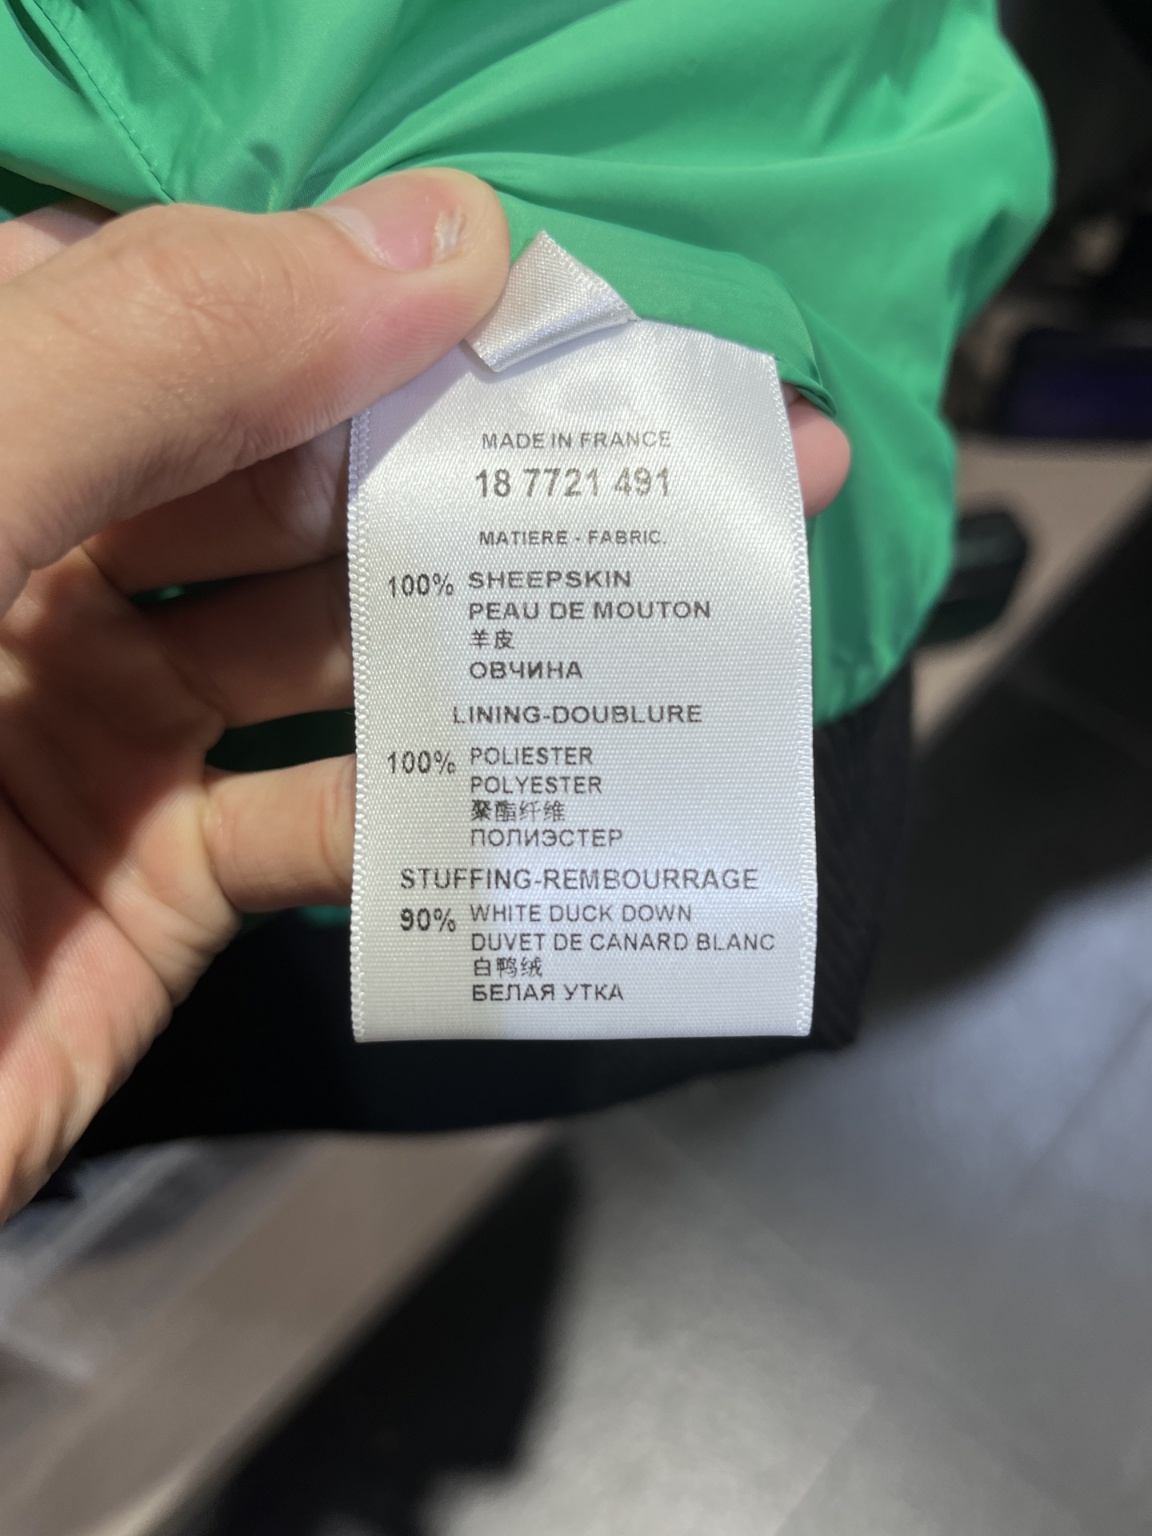 MADE IN FRANCE
18 7721 491
MATIERE - FABRIC.
100% SHEEPSKIN
PEAU DE MOUTON
羊皮
ОВЧИНА
LINING-DOUBLURE
100% POLIESTER
POLYESTER
聚酯纤维
ПОЛИЭСТЕР
STUFFING-REMBOURRAGE
90% WHITE DUCK DOWN
DUVET DE CANARD BLANC
白鸭绒
БЕЛАЯ УТКА